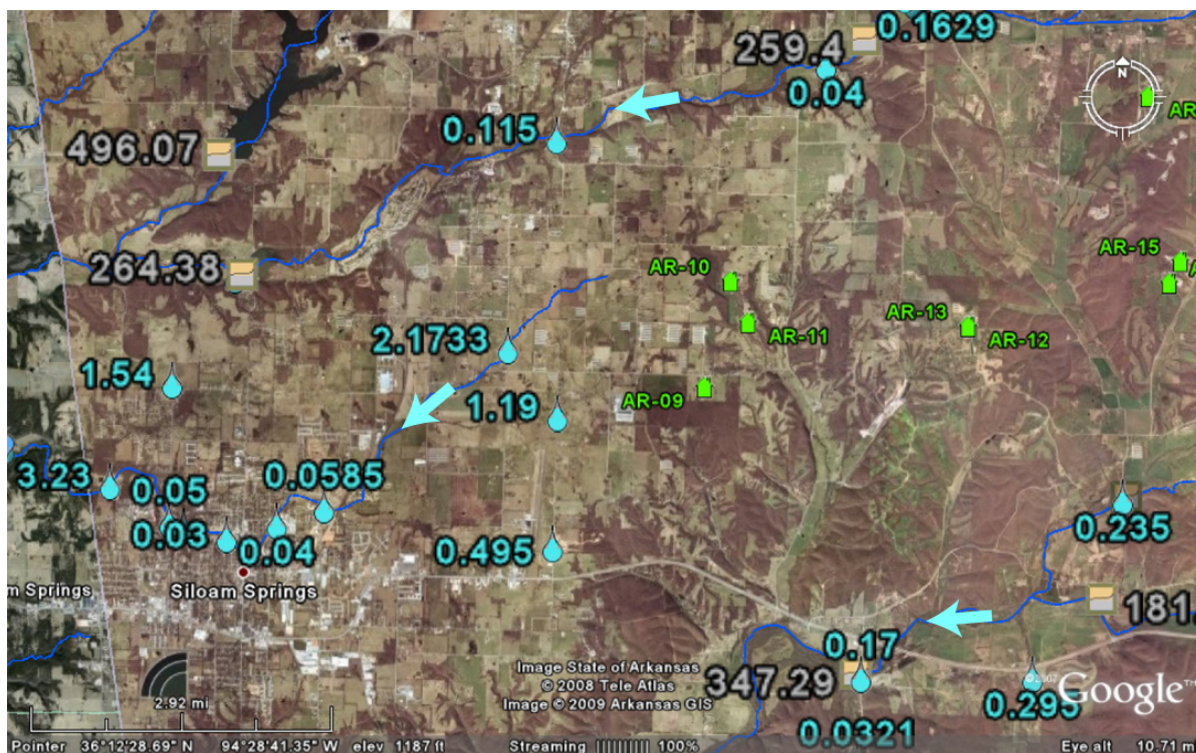 0.1629
259.4
0.04
N
AR
0.115
496.07
264.38
AR-15
AR-10
A
AR-13
AR-11
AR-12
2.1733
1.54
AR-09
1.19
3.23
0.0585
0.05
0.03
0.04
0.235
0.495
m Springs
Siloam Springs
181.
0.17
Image State of Arkansas
© 2008 Tele Atlas
Image © 2009 Arkansas GIS
347.29
0.295
Google™
2.92 mi
0.0321
Pointer 36°12'28.69" N 94°28'41.35" W elev 1187 ft Streaming |||||||||| 100% Eye alt 10.71 mi